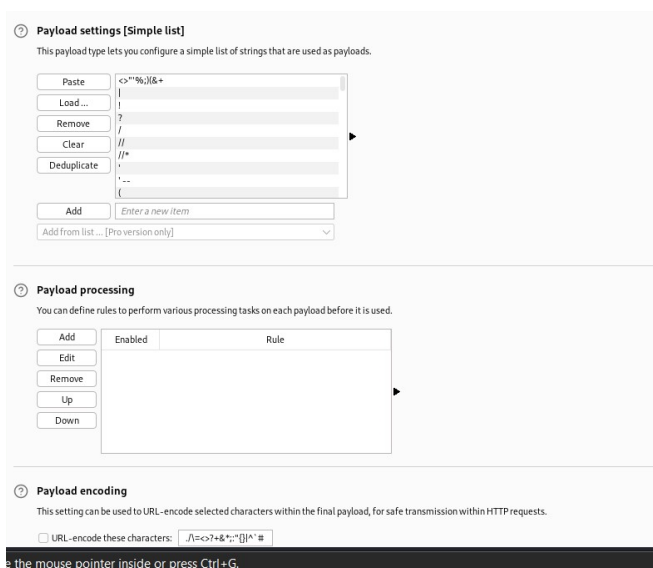 Payload settings [Simple list]
This payload type lets you configure a simple list of strings that are used as payloads.
Paste
Load ...
Remove
Clear
Deduplicate
<>"'%;)(&+
|
!
?
/
//
//*
'
' --
(
Add
Enter a new item
Add from list ... [Pro version only]
Payload processing
You can define rules to perform various processing tasks on each payload before it is used.
Add
Edit
Remove
Up
Down
Enabled Rule
Payload encoding
This setting can be used to URL-encode selected characters within the final payload, for safe transmission within HTTP requests.
URL-encode these characters: ./\=<>?+&*;:"{}|^`#
e the mouse pointer inside or press Ctrl+G.